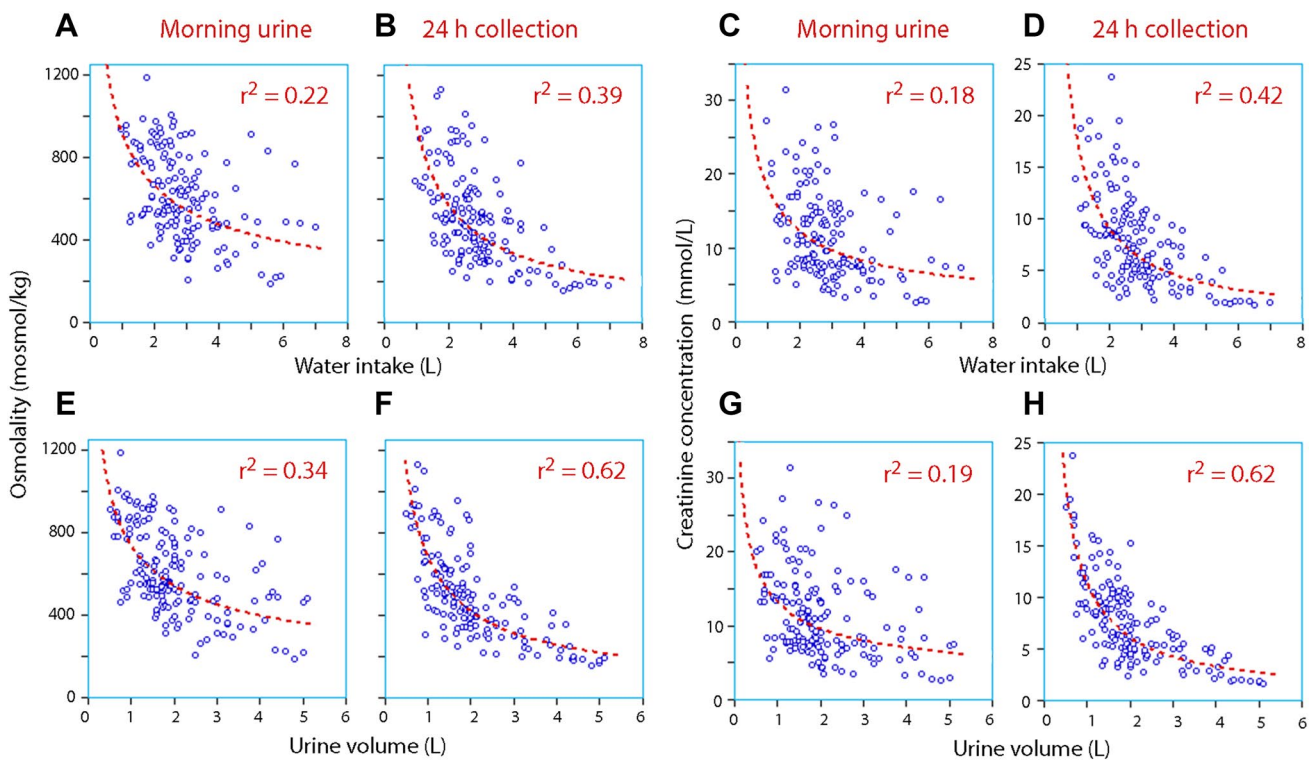 A Morning urine B 24 h collection C Morning urine D 24 h collection
1200 800 400 0
r² = 0.22
0 2 4 6 8
r² = 0.39
0 2 4 6 8
Water intake (L)
30 20 10 0
r² = 0.18
0 2 4 6 8
25 20 15 10 5 0
r² = 0.42
0 2 4 6 8
Water intake (L)
Osmolality (mosmol/kg)
Creatinine concentration (mmol/L)
E F G H
1200 800 400 0
r² = 0.34
0 1 2 3 4 5 6
r² = 0.62
0 1 2 3 4 5 6
Urine volume (L)
30 20 10 0
r² = 0.19
0 1 2 3 4 5 6
25 20 15 10 5 0
r² = 0.62
0 1 2 3 4 5 6
Urine volume (L)